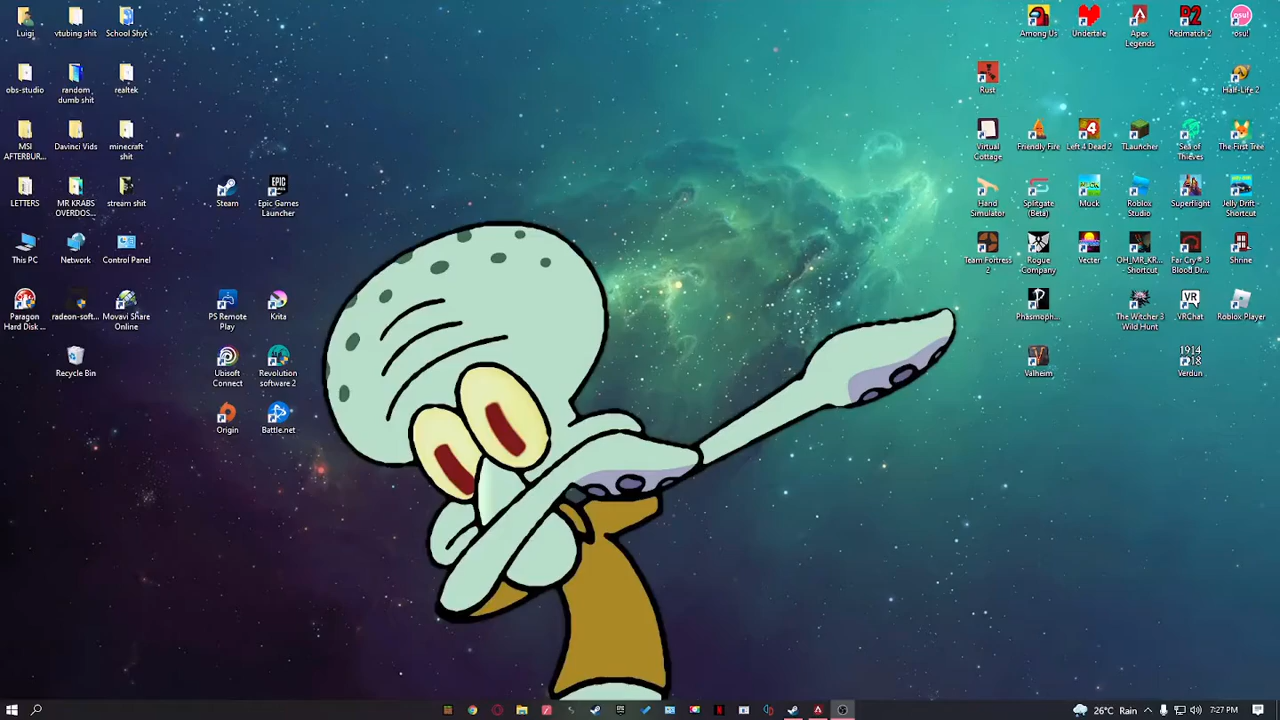 Luigi
vtubing shit
School Shyt
Among Us
Undertale
Apex
Legends
Redmatch 2
osu!
obs-studio
random
dumb shit
realtek
Rust
Half-Life 2
MSI
AFTERBUR...
Davinci Vids
minecraft
shit
Virtual
Cottage
Friendly Fire
Left 4 Dead 2
TLauncher
Sea of
Thieves
The First Tree
LETTERS
MR KRABS
OVERDOS...
stream shit
Steam
Epic Games
Launcher
Hand
Simulator
Splitgate
(Beta)
Muck
Roblox
Studio
Superflight
Jelly Drift -
Shortcut
This PC
Network
Control Panel
Team Fortress
2
Rogue
Company
Vecter
OH_MR_KR...
- Shortcut
Far Cry® 3
Blood Dr...
Shrine
Paragon
Hard Disk ...
radeon-soft...
Movavi Share
Online
PS Remote
Play
Krita
Phasmoph...
The Witcher 3
Wild Hunt
VR
VRChat
Roblox Player
Recycle Bin
Ubisoft
Connect
Revolution
software 2
Valheim
1914
1918
Verdun
Origin
Battle.net
26°C Rain
7:27 PM